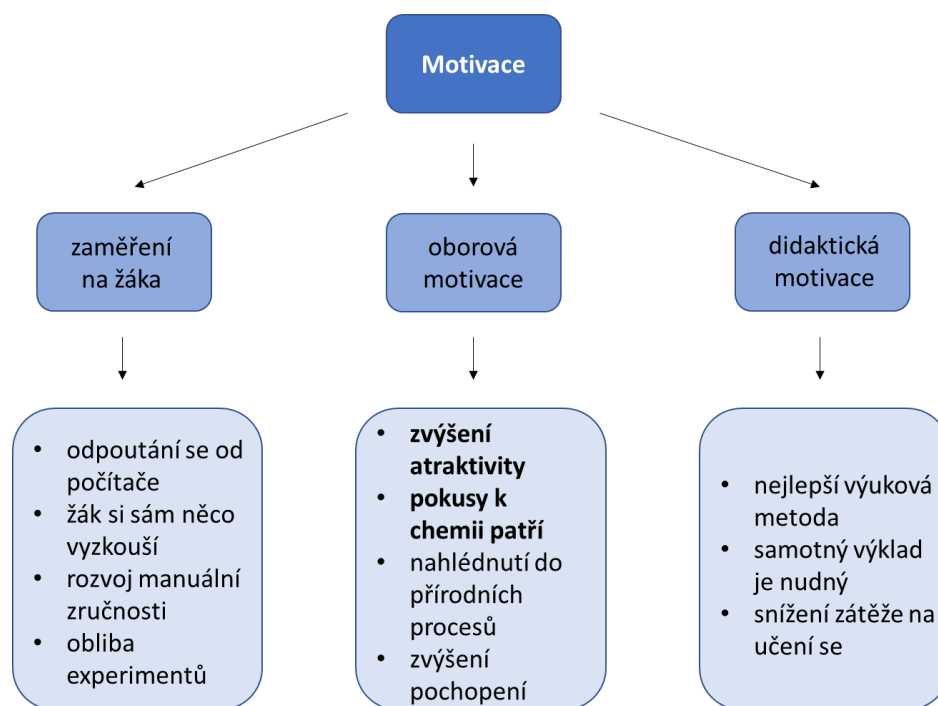 Motivace
zaměření
na žáka
oborová
motivace
didaktická
motivace
• odpoutání se od
počítače
• žák si sám něco
vyzkouší
• rozvoj manuální
zručnosti
• obliba
experimentů
• zvýšení
atraktivity
• pokusy k
chemii patří
• nahlédnutí do
přírodních
procesů
• zvýšení
pochopení
• nejlepší výuková
metoda
• samotný výklad
je nudný
• snížení zátěže na
učení se